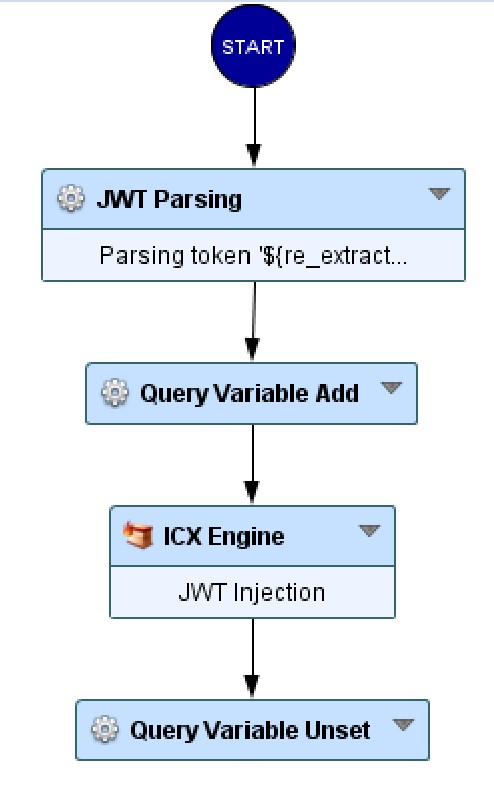 START
JWT Parsing
Parsing token '${re_extract...
Query Variable Add
ICX Engine
JWT Injection
Query Variable Unset